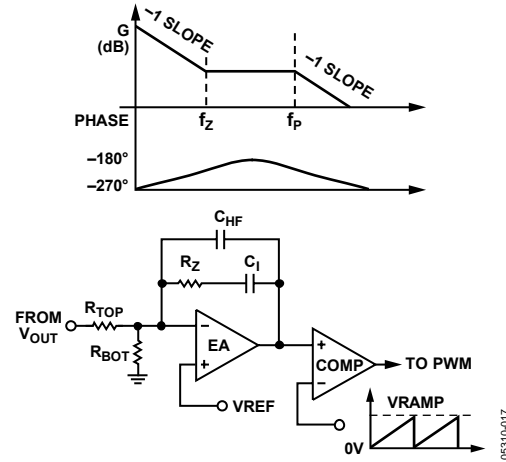 G
(dB)
–1 SLOPE
–1 SLOPE
PHASE
fZ
fP
–180°
–270°
CHF
RZ
CI
FROM
VOUT
RTOP
RBOT
–
+
EA
VREF
+
–
COMP
TO PWM
VRAMP
0V
05310-017